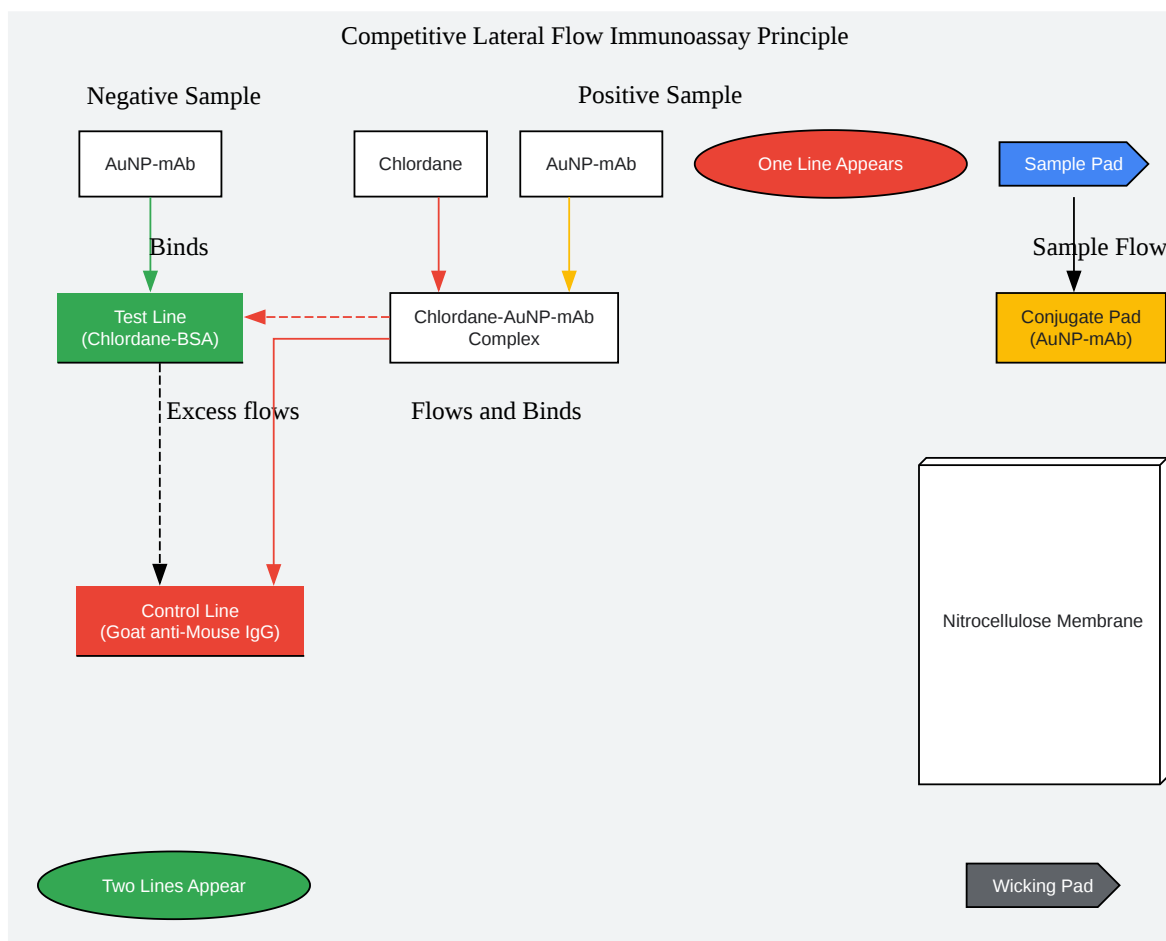 Competitive Lateral Flow Immunoassay Principle
Negative Sample
Positive Sample
AuNP-mAb
Chlordane
AuNP-mAb
One Line Appears
Sample Pad
Binds
Sample Flow
Test Line
(Chlordane-BSA)
Chlordane-AuNP-mAb
Complex
Conjugate Pad
(AuNP-mAb)
Excess flows
Flows and Binds
Control Line
(Goat anti-Mouse IgG)
Nitrocellulose Membrane
Two Lines Appear
Wicking Pad